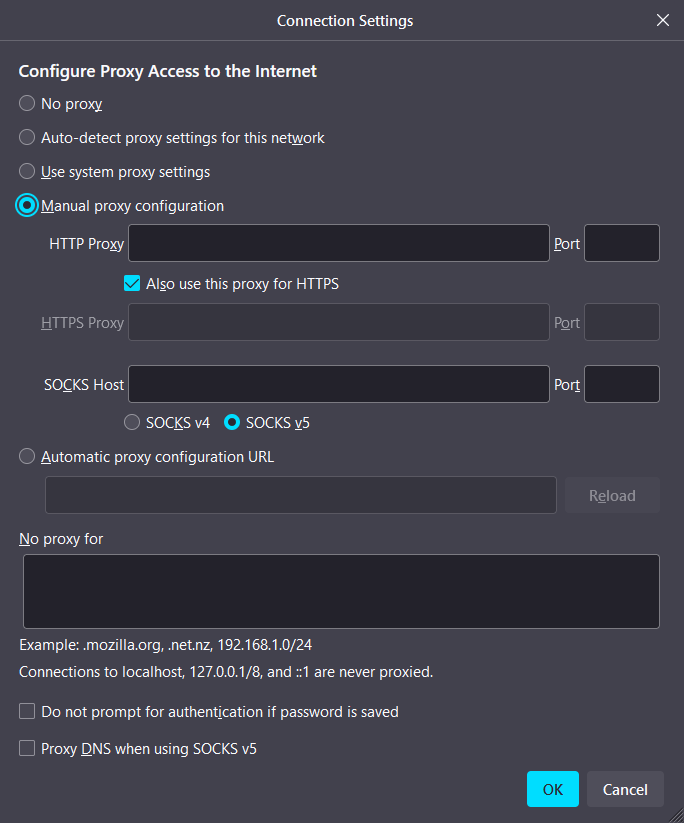 Connection Settings
Configure Proxy Access to the Internet
No proxy
Auto-detect proxy settings for this network
Use system proxy settings
Manual proxy configuration
HTTP Proxy Port
Also use this proxy for HTTPS
HTTPS Proxy Port
SOCKS Host Port
SOCKS v4 SOCKS v5
Automatic proxy configuration URL
Reload
No proxy for
Example: .mozilla.org, .net.nz, 192.168.1.0/24
Connections to localhost, 127.0.0.1/8, and ::1 are never proxied.
Do not prompt for authentication if password is saved
Proxy DNS when using SOCKS v5
OK Cancel